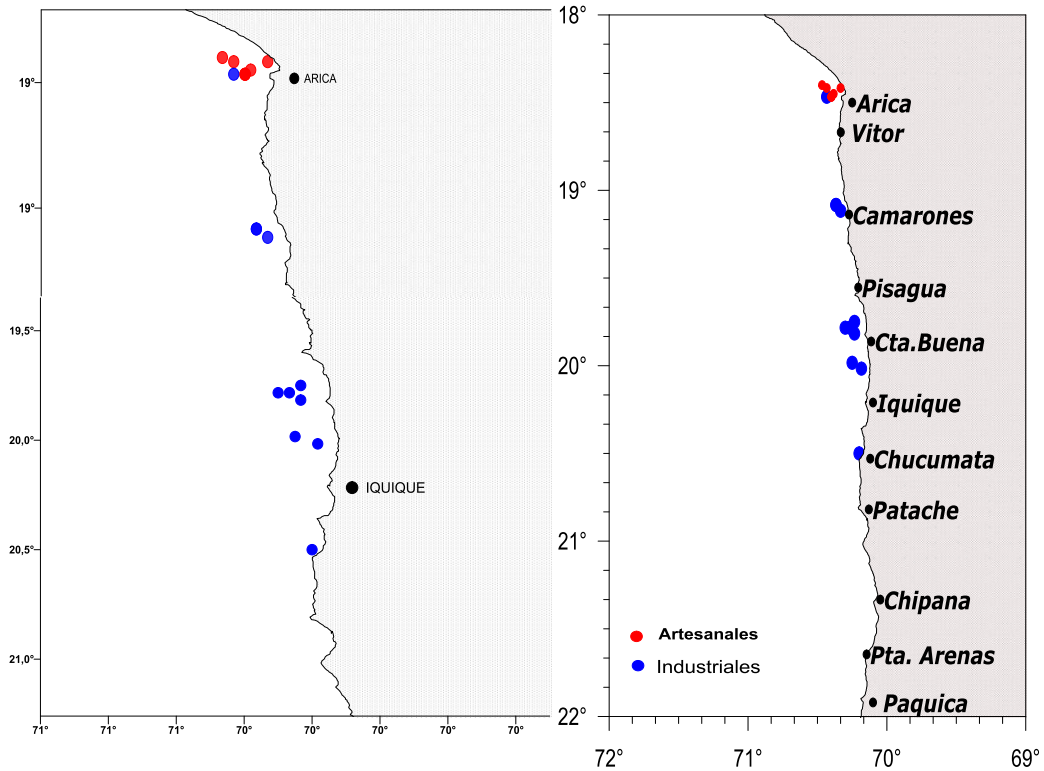 19°
ARICA
19°
19,5°
20,0°
IQUIQUE
20,5°
21,0°
71°
71°
71°
70°
70°
70°
70°
70°
18°
Arica
Vitor
19°
Camarones
Pisagua
Cta.Buena
20°
Iquique
Chucumata
Patache
21°
Chipana
Artesanales
Pta. Arenas
Industriales
Paquica
22°
72°
71°
70°
69°